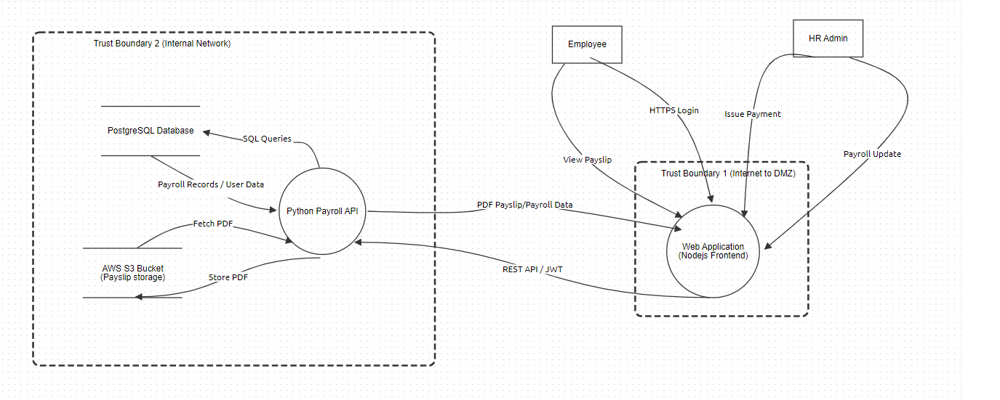 Trust Boundary 2 (Internal Network)
Employee
HR Admin
HTTPS Login
Issue Payment
PostgreSQL Database
SQL Queries
View Payslip
Payroll Update
Trust Boundary 1 (Internet to DMZ)
Payroll Records / User Data
Python Payroll API
PDF Payslip/Payroll Data
Fetch PDF
Web Application
(Nodejs Frontend)
AWS S3 Bucket
(Payslip storage)
Store PDF
REST API / JWT